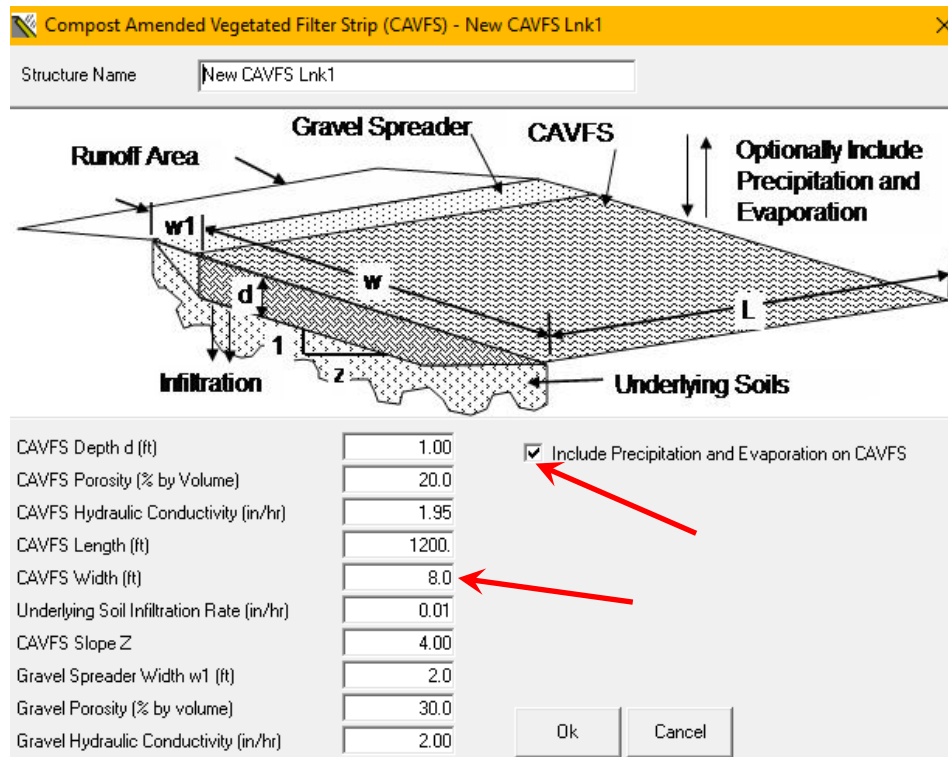 Compost Amended Vegetated Filter Strip (CAVFS) - New CAVFS Lnk1
Structure Name New CAVFS Lnk1
Gravel Spreader
CAVFS
Runoff Area
Optionally Include
Precipitation and
Evaporation
w1
w
d
L
1
Z
Infiltration
Underlying Soils
CAVFS Depth d (ft) 1.00
Include Precipitation and Evaporation on CAVFS
CAVFS Porosity (% by Volume) 20.0
CAVFS Hydraulic Conductivity (in/hr) 1.95
CAVFS Length (ft) 1200.
CAVFS Width (ft) 8.0
Underlying Soil Infiltration Rate (in/hr) 0.01
CAVFS Slope Z 4.00
Gravel Spreader Width w1 (ft) 2.0
Gravel Porosity (% by volume) 30.0
Gravel Hydraulic Conductivity (in/hr) 2.00
Ok Cancel